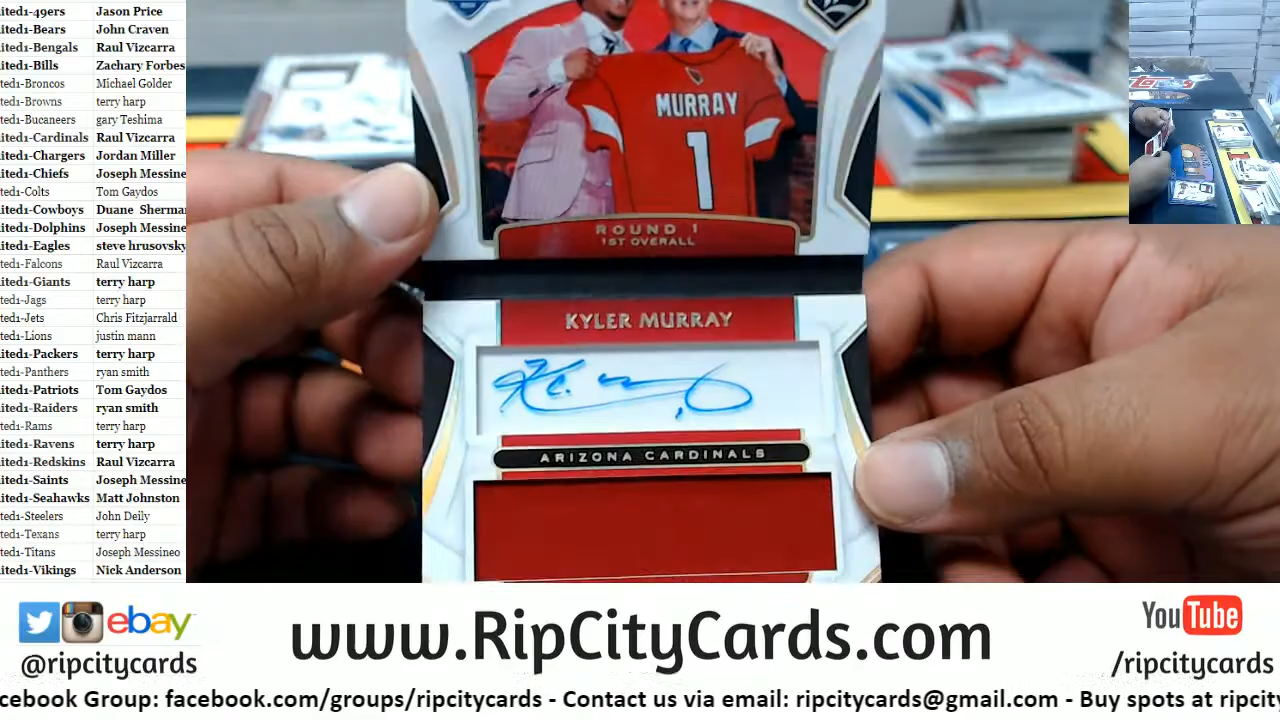 ited1-49ers Jason Price
ited1-Bears John Craven
ited1-Bengals Raul Vizcarra
ited1-Bills Zachary Forbes
ted1-Broncos Michael Golder
ted1-Browns terry harp
ted1-Bucaneers gary Teshima
ited1-Cardinals Raul Vizcarra
ited1-Chargers Jordan Miller
ited1-Chiefs Joseph Messine
ted1-Colts Tom Gaydos
ited1-Cowboys Duane Sherma
ited1-Dolphins Joseph Messine
ited1-Eagles steve hrusovsky
ted1-Falcons Raul Vizcarra
ited1-Giants terry harp
ted1-Jags terry harp
ited1-Jets Chris Fitzjarrald
ted1-Lions justin mann
ited1-Packers terry harp
ted1-Panthers ryan smith
ited1-Patriots Tom Gaydos
ited1-Raiders ryan smith
ted1-Rams terry harp
ited1-Ravens terry harp
ited1-Redskins Raul Vizcarra
ited1-Saints Joseph Messine
ited1-Seahawks Matt Johnston
ted1-Steelers John Deily
ted1-Texans terry harp
ited1-Titans Joseph Messineo
ited1-Vikings Nick Anderson
MURRAY
1
ROUND 1
1ST OVERALL
KYLER MURRAY
ARIZONA CARDINALS
Topps
ebay
@ripcitycards
www.RipCityCards.com
YouTube
/ripcitycards
cebook Group: facebook.com/groups/ripcitycards - Contact us via email: ripcitycards@gmail.com - Buy spots at ripcity